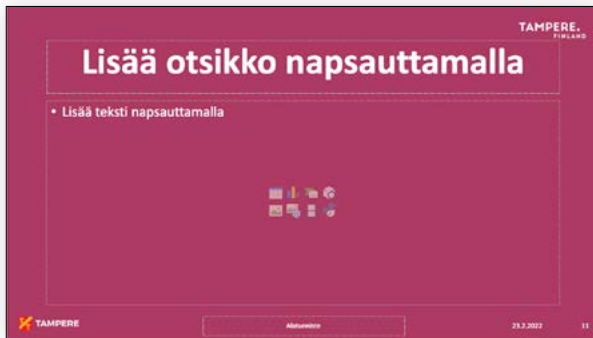 TAMPERE.
FINLAND
Lisää otsikko napsauttamalla
• Lisää teksti napsauttamalla
TAMPERE
Alatunniste
23.2.2022
11